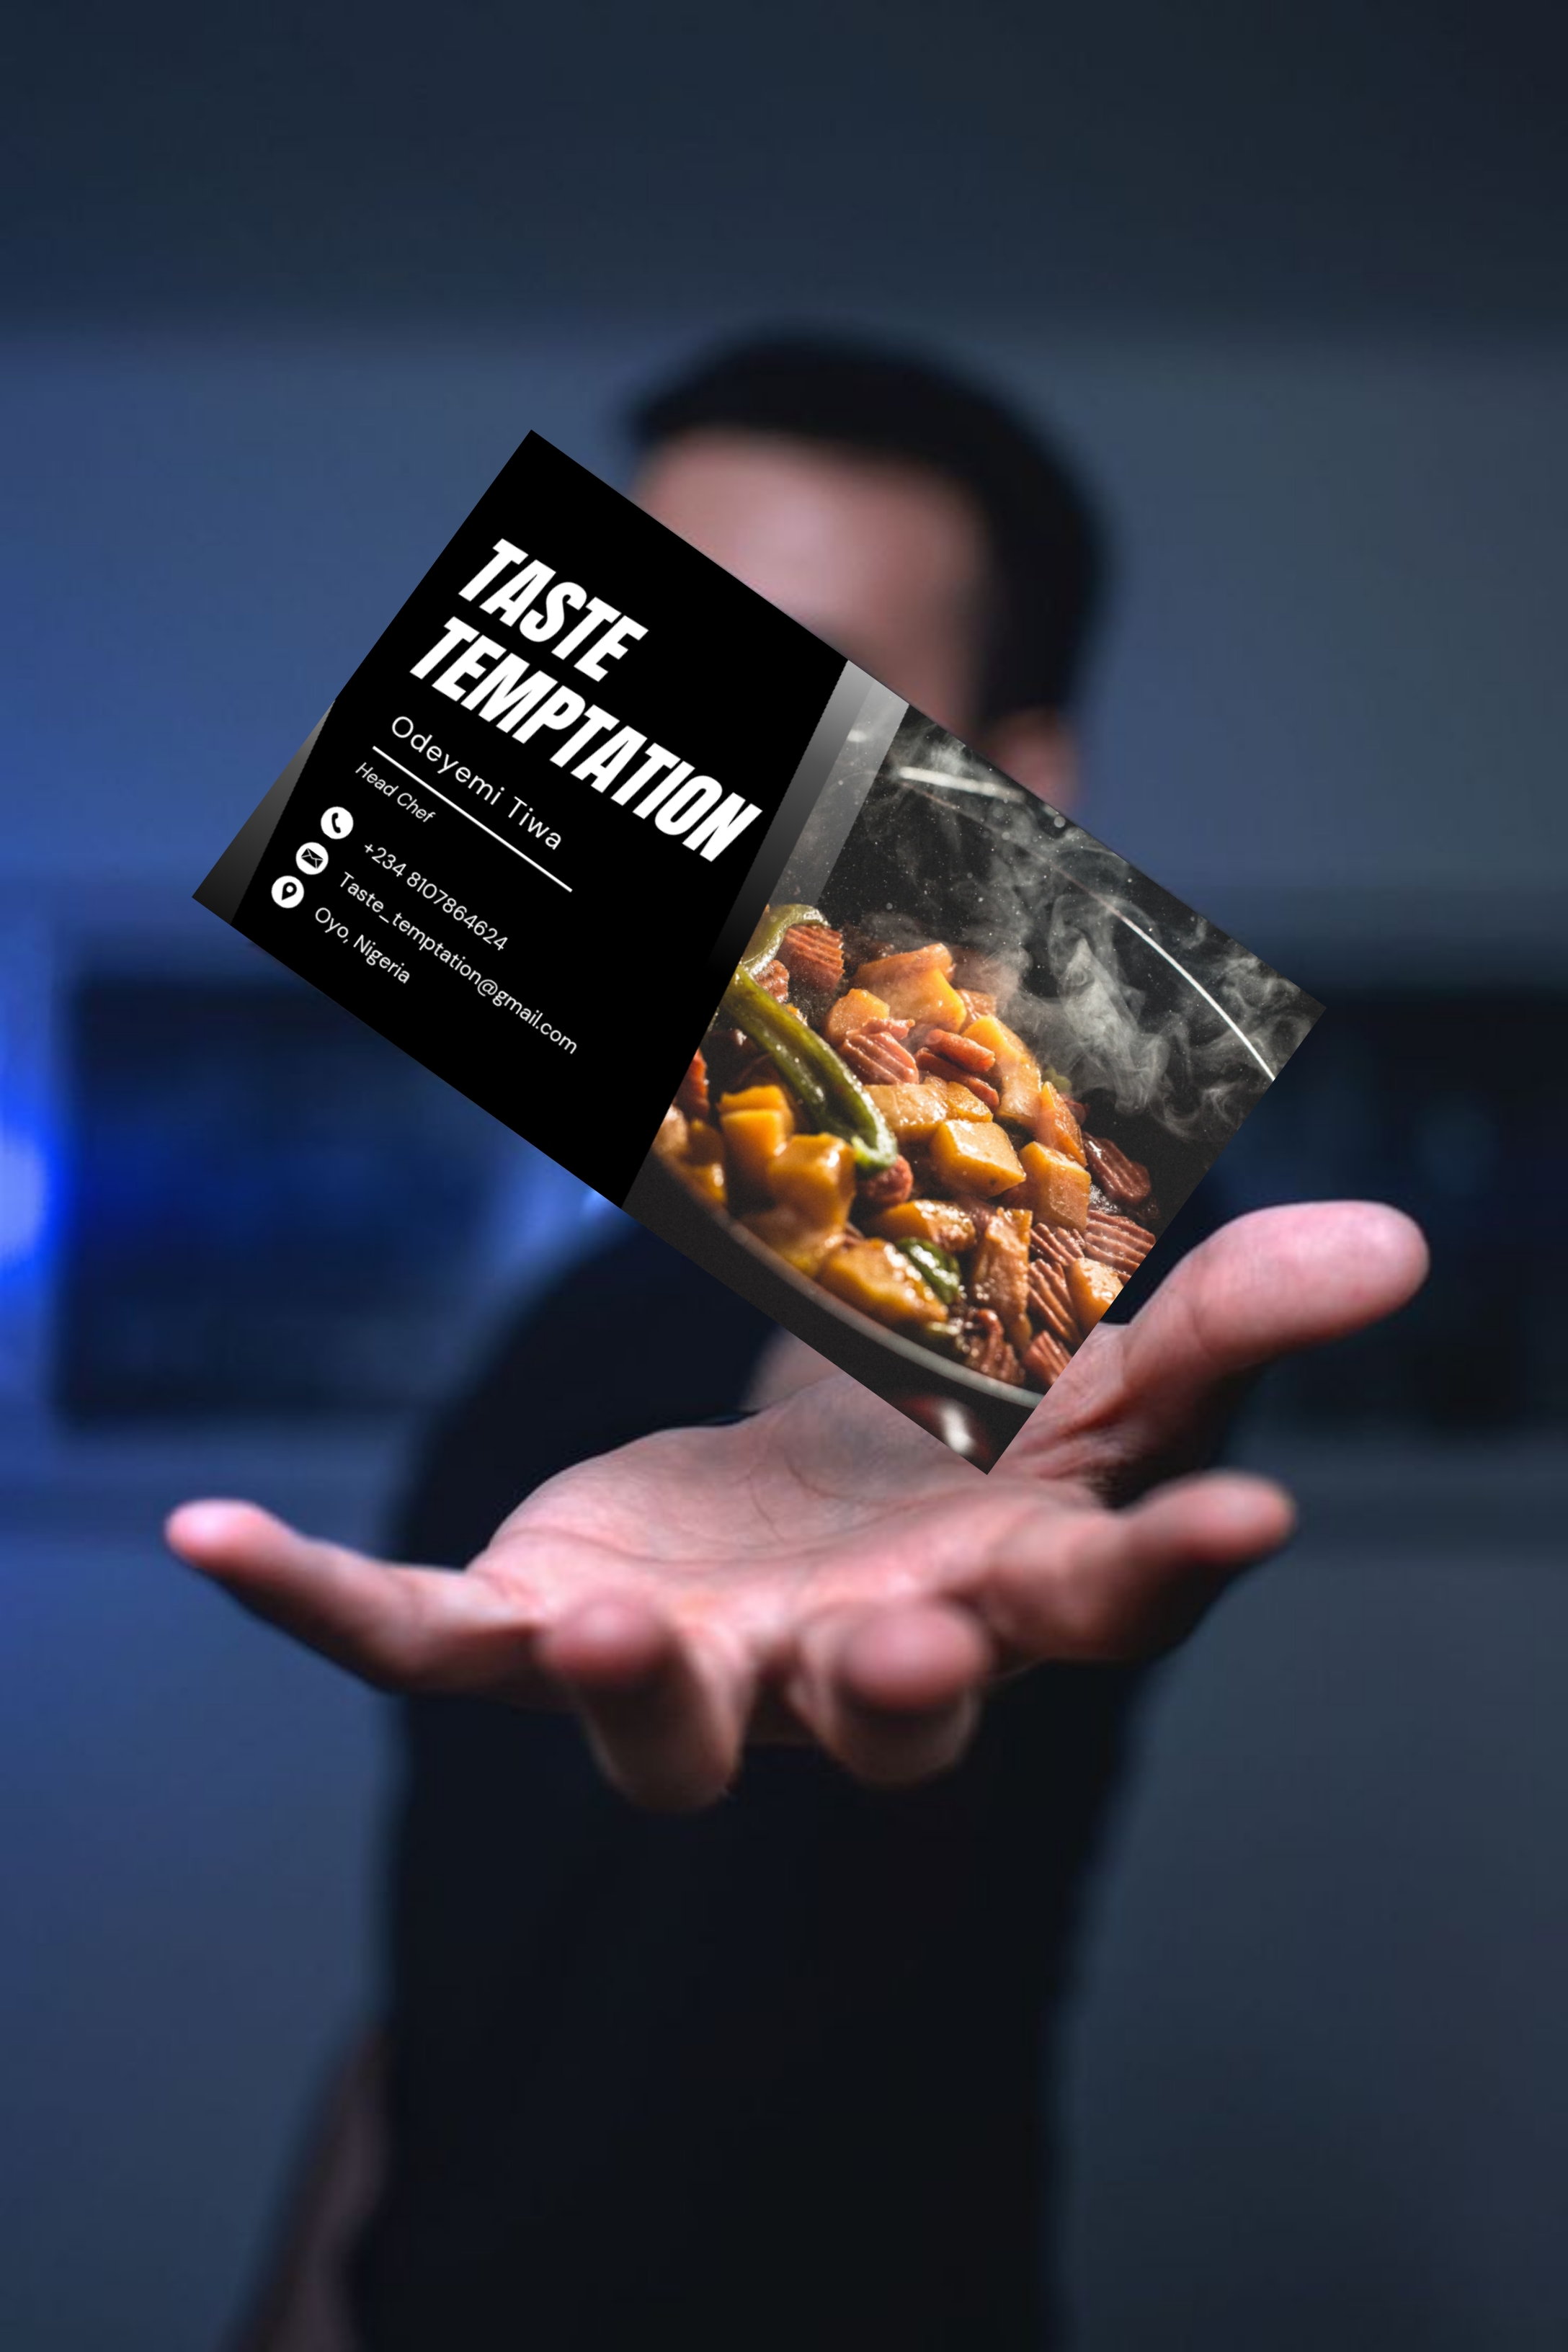 TASTE
TEMPTATION
Odeyemi Tiwa
Head Chef
+234 8107864624
Taste_temptation@gmail.com
Oyo, Nigeria